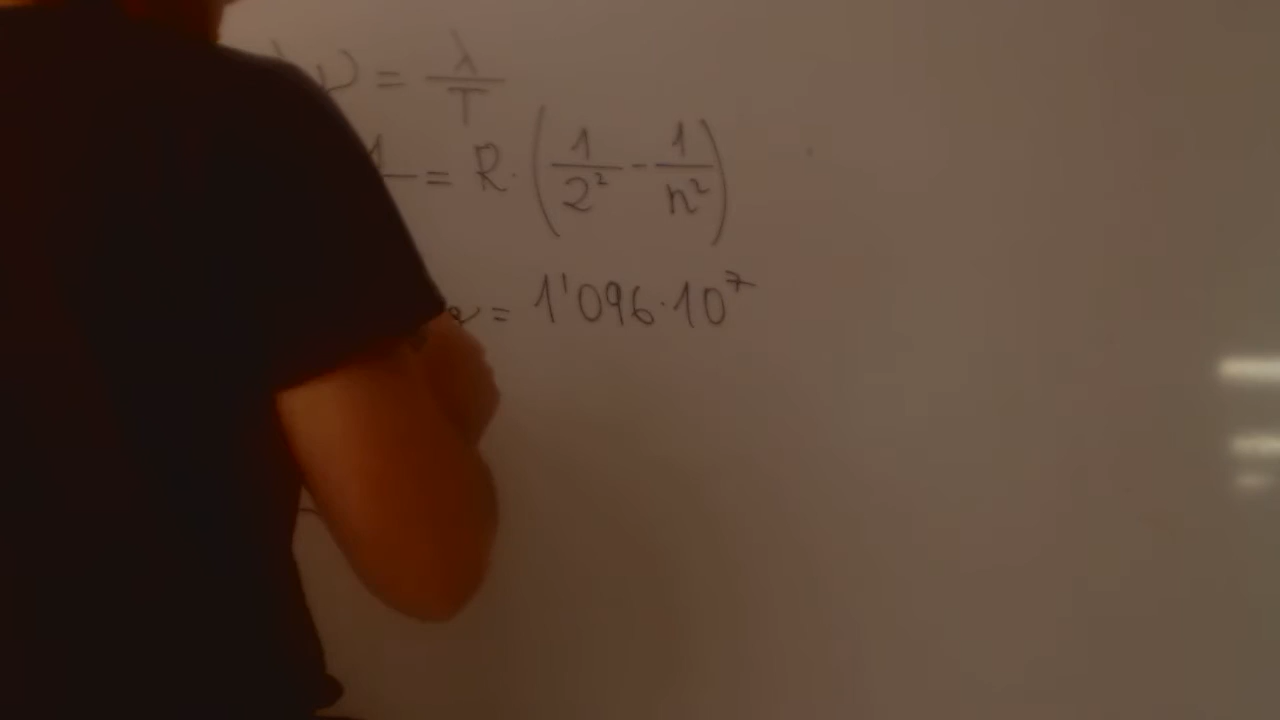 ν = λ/T
1/ = R·(1/2² - 1/n²)
= 1'096·10⁷